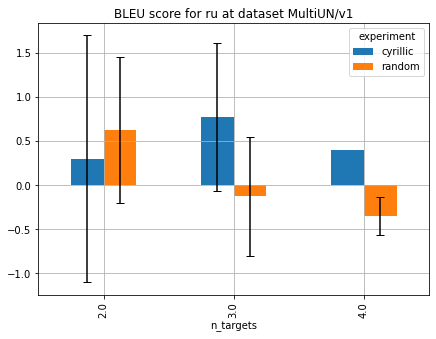 BLEU score for ru at dataset MultiUN/v1
experiment
cyrillic
random
1.5
1.0
0.5
0.0
−0.5
−1.0
2.0
3.0
4.0
n_targets